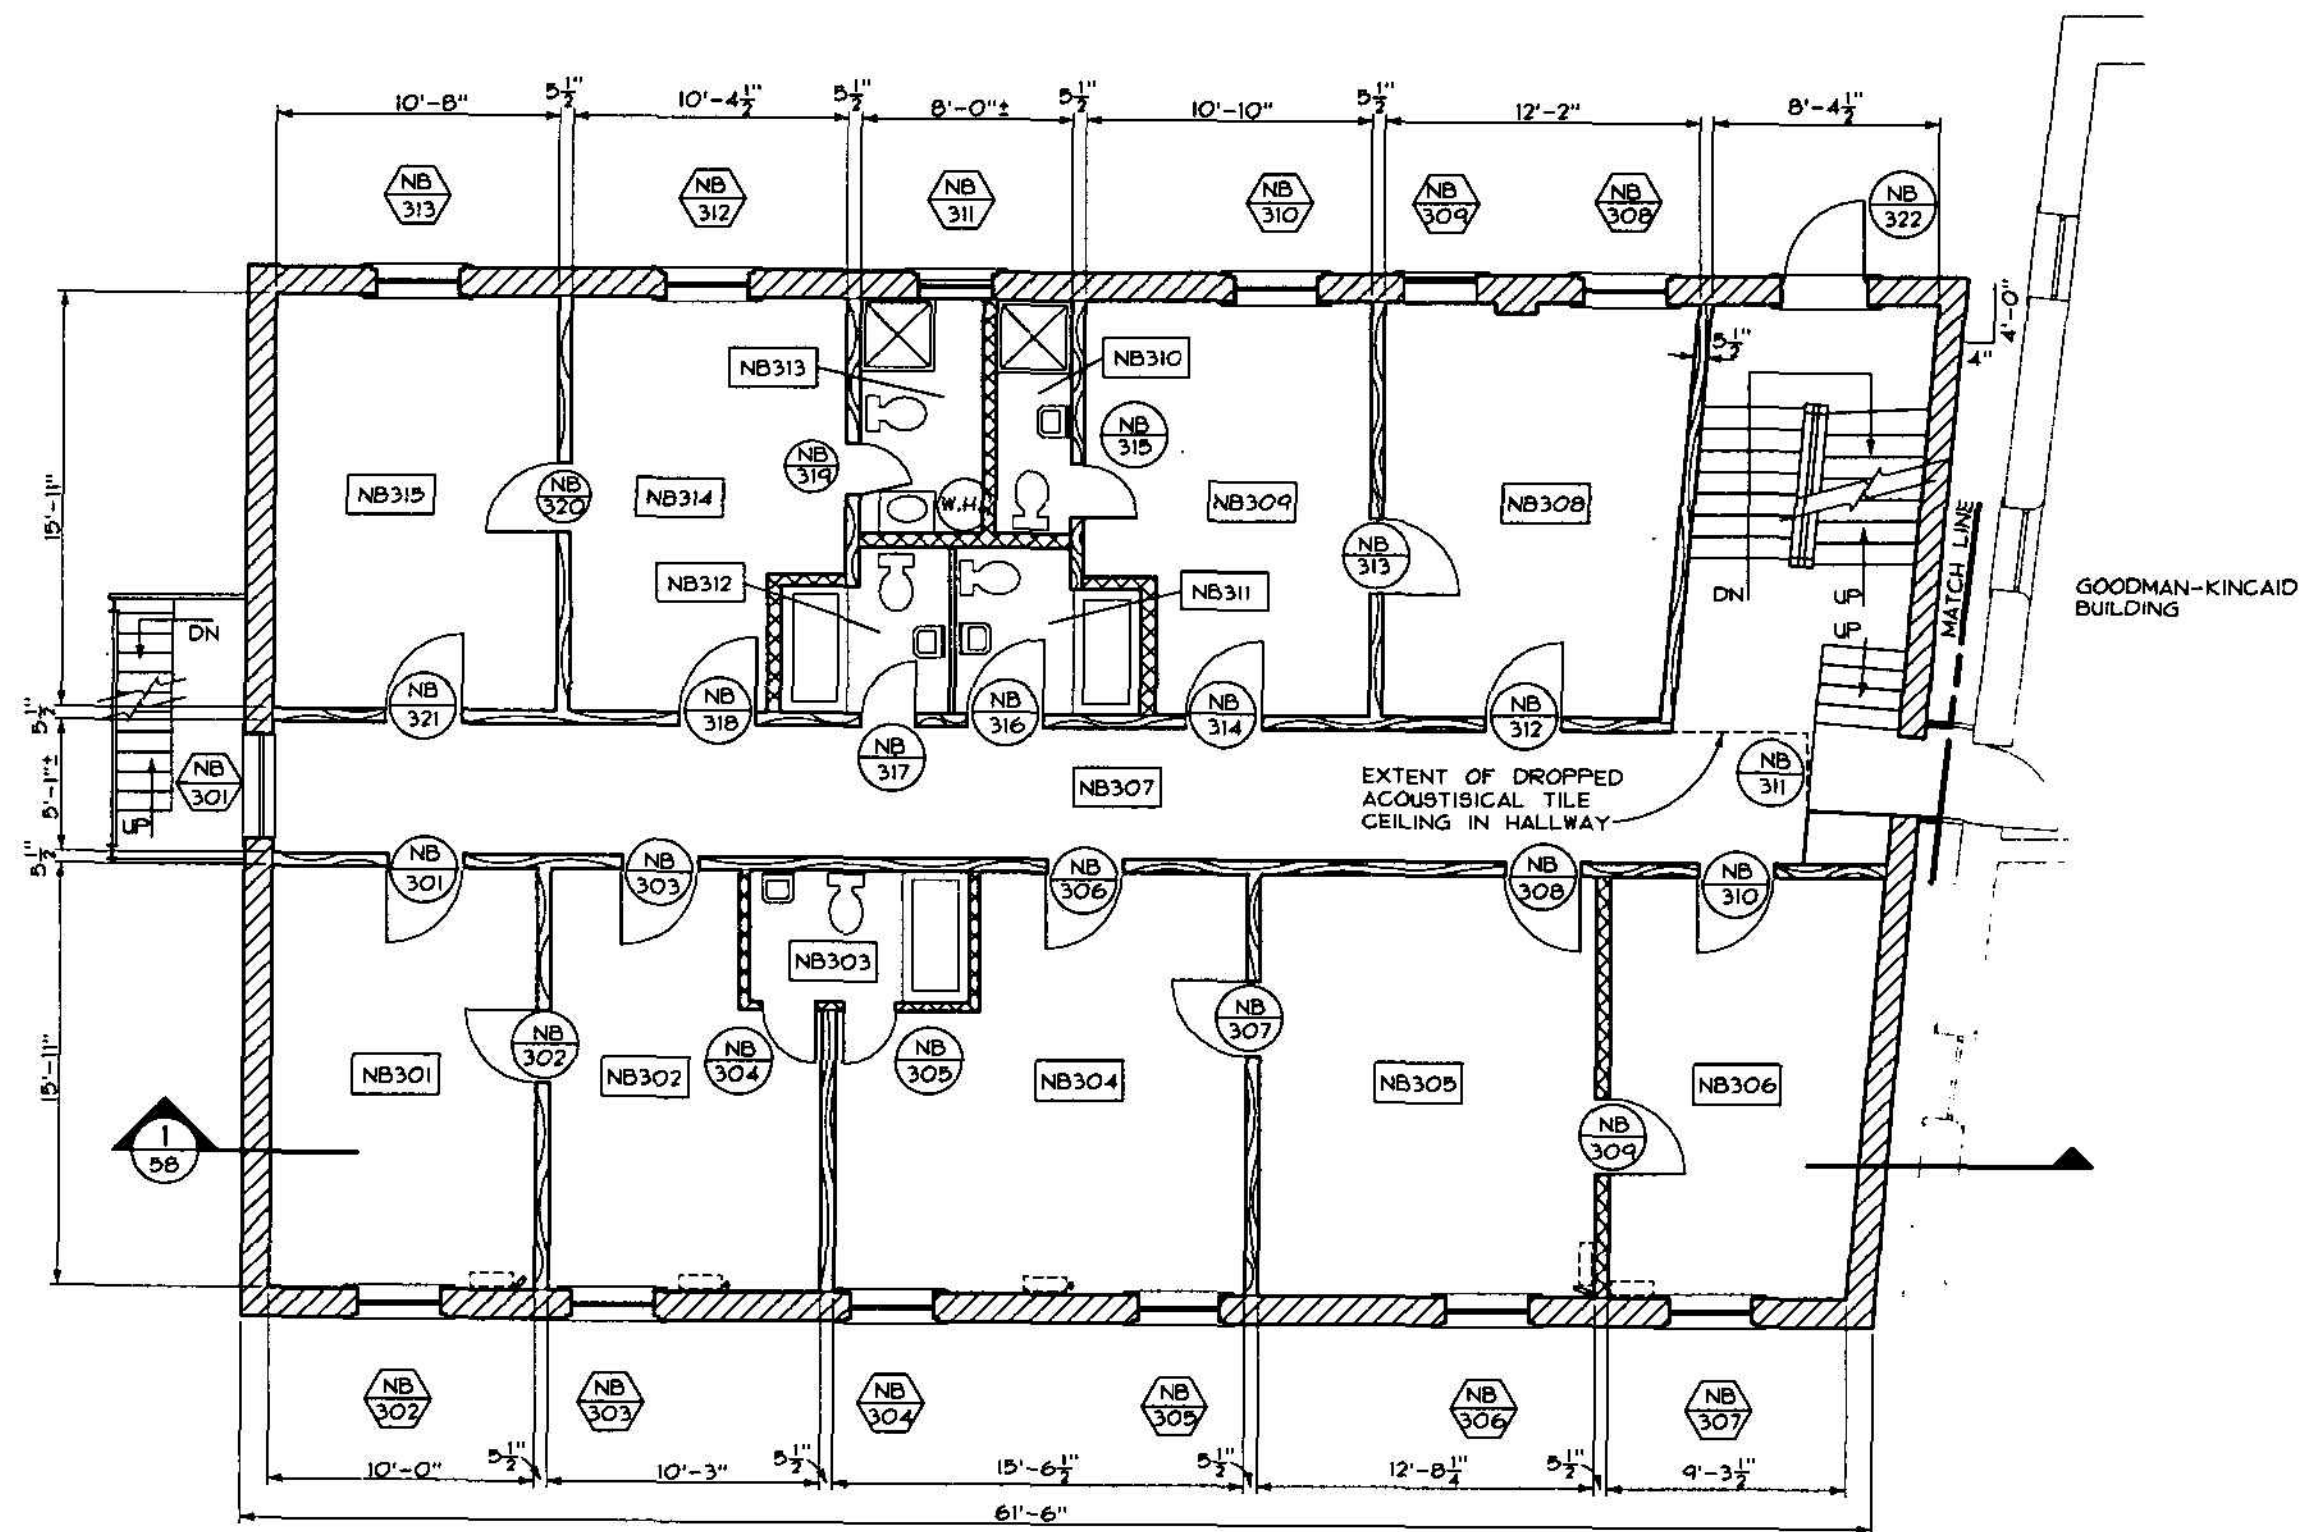 10'-8"
5 1/2"
10'-4 1/2"
5 1/2"
8'-0"±
5 1/2"
10'-10"
5 1/2"
12'-2"
8'-4 1/2"
NB
313
NB
312
NB
311
NB
310
NB
309
NB
308
NB
322
4'-0"
4"
5 1/2"
NB313
NB310
NB
315
NB
319
NB315
NB
320
NB314
W.H.
NB309
NB308
NB
313
15'-11"
MATCH LINE
NB312
NB311
DN
UP
UP
GOODMAN-KINCAID
BUILDING
DN
NB
321
NB
318
NB
316
NB
314
NB
312
5 1/2"
NB
317
5'-1"±
NB
301
UP
NB307
EXTENT OF DROPPED
ACOUSTISICAL TILE
CEILING IN HALLWAY
NB
311
5 1/2"
NB
301
NB
303
NB
306
NB
308
NB
310
NB303
NB
302
NB
304
NB
305
NB
307
15'-11"
NB301
NB302
NB304
NB305
NB306
NB
309
1
58
NB
302
NB
303
NB
304
NB
305
NB
306
NB
307
10'-0"
5 1/2"
10'-3"
5 1/2"
15'-6 1/2"
5 1/2"
12'-8 1/4"
5 1/2"
9'-3 1/2"
61'-6"